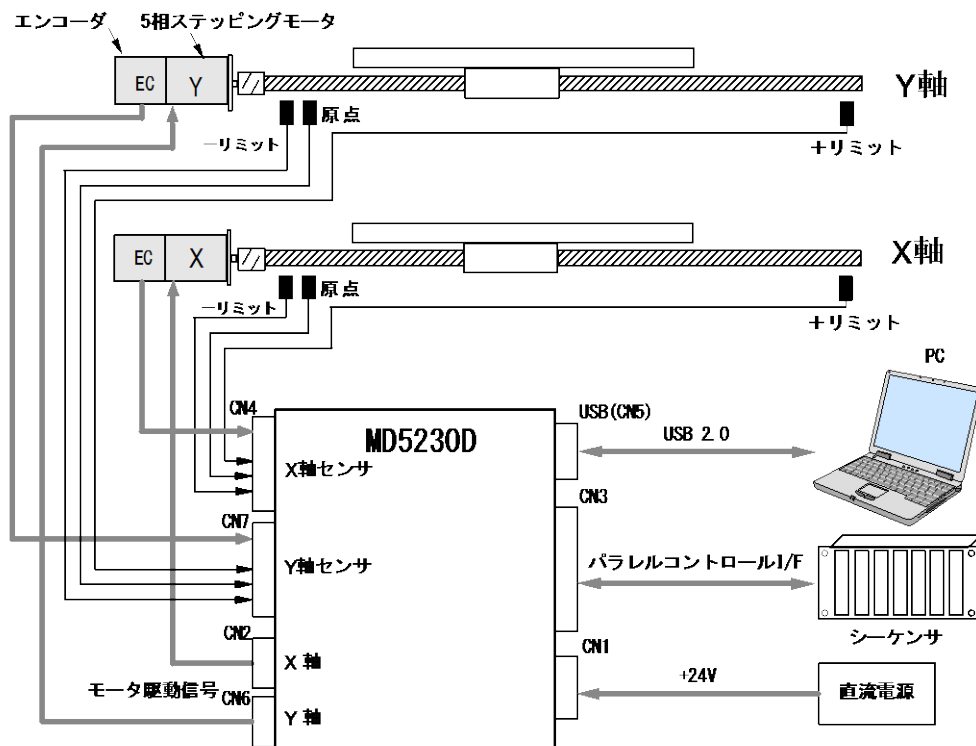 エンコーダ
5相ステッピングモータ
EC
Y
Y軸
原点
−リミット
+リミット
EC
X
X軸
原点
−リミット
+リミット
PC
CN4
MD5230D
USB(CN5)
USB 2.0
X軸センサ
CN3
CN7
Y軸センサ
パラレルコントロールI/F
シーケンサ
CN2
CN1
X軸
+24V
モータ駆動信号
直流電源
CN6
Y軸